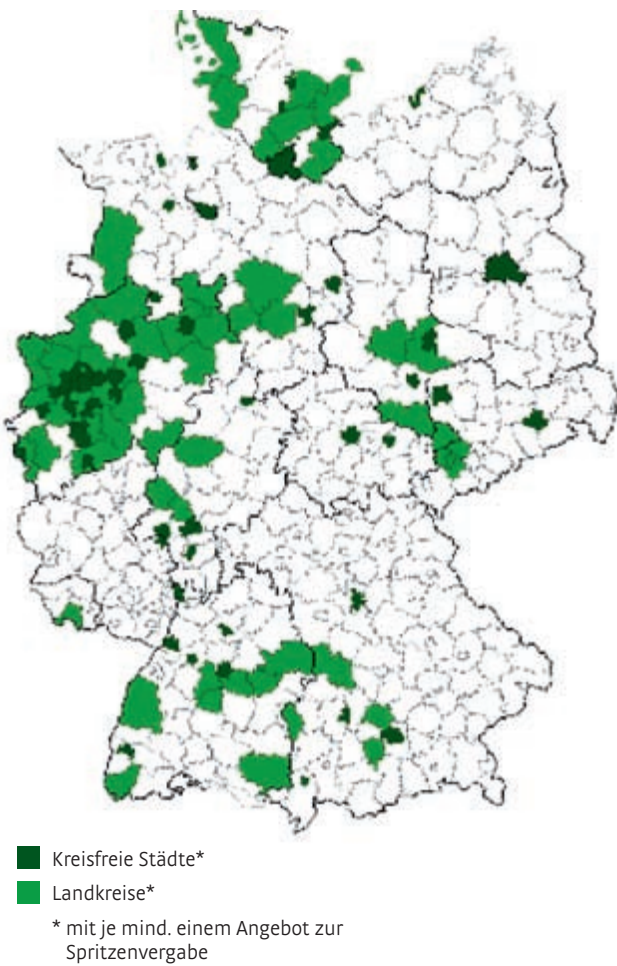 Kreisfreie Städte*
Landkreise*
* mit je mind. einem Angebot zur
Spritzenvergabe